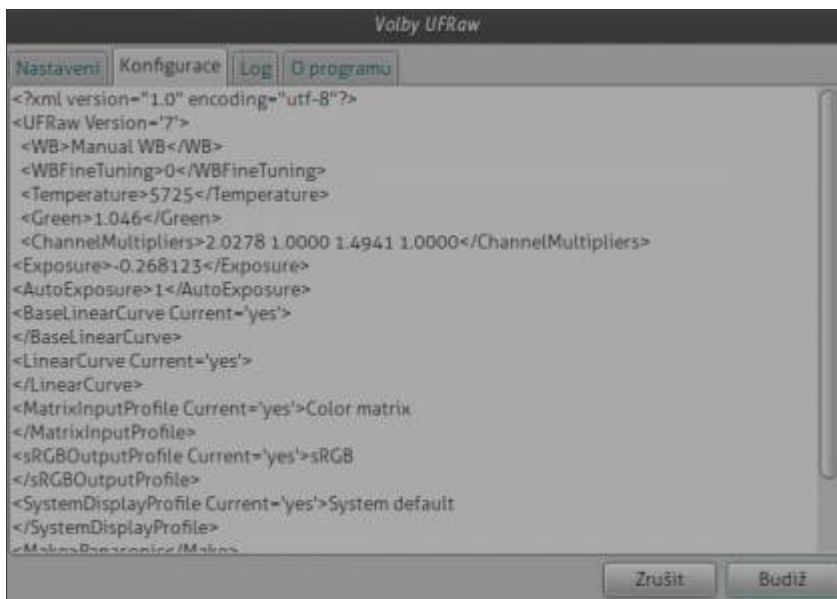 Volby UFRaw
Nastavení Konfigurace Log O programu
<?xml version="1.0" encoding="utf-8"?>
<UFRaw Version='7'>
<WB>Manual WB</WB>
<WBFineTuning>0</WBFineTuning>
<Temperature>5725</Temperature>
<Green>1.046</Green>
<ChannelMultipliers>2.0278 1.0000 1.4941 1.0000</ChannelMultipliers>
<Exposure>-0.268123</Exposure>
<AutoExposure>1</AutoExposure>
<BaseLinearCurve Current='yes'>
</BaseLinearCurve>
<LinearCurve Current='yes'>
</LinearCurve>
<MatrixInputProfile Current='yes'>Color matrix
</MatrixInputProfile>
<sRGBOutputProfile Current='yes'>sRGB
</sRGBOutputProfile>
<SystemDisplayProfile Current='yes'>System default
</SystemDisplayProfile>
<Make>Panasonic</Make>
Zrušit Budiž